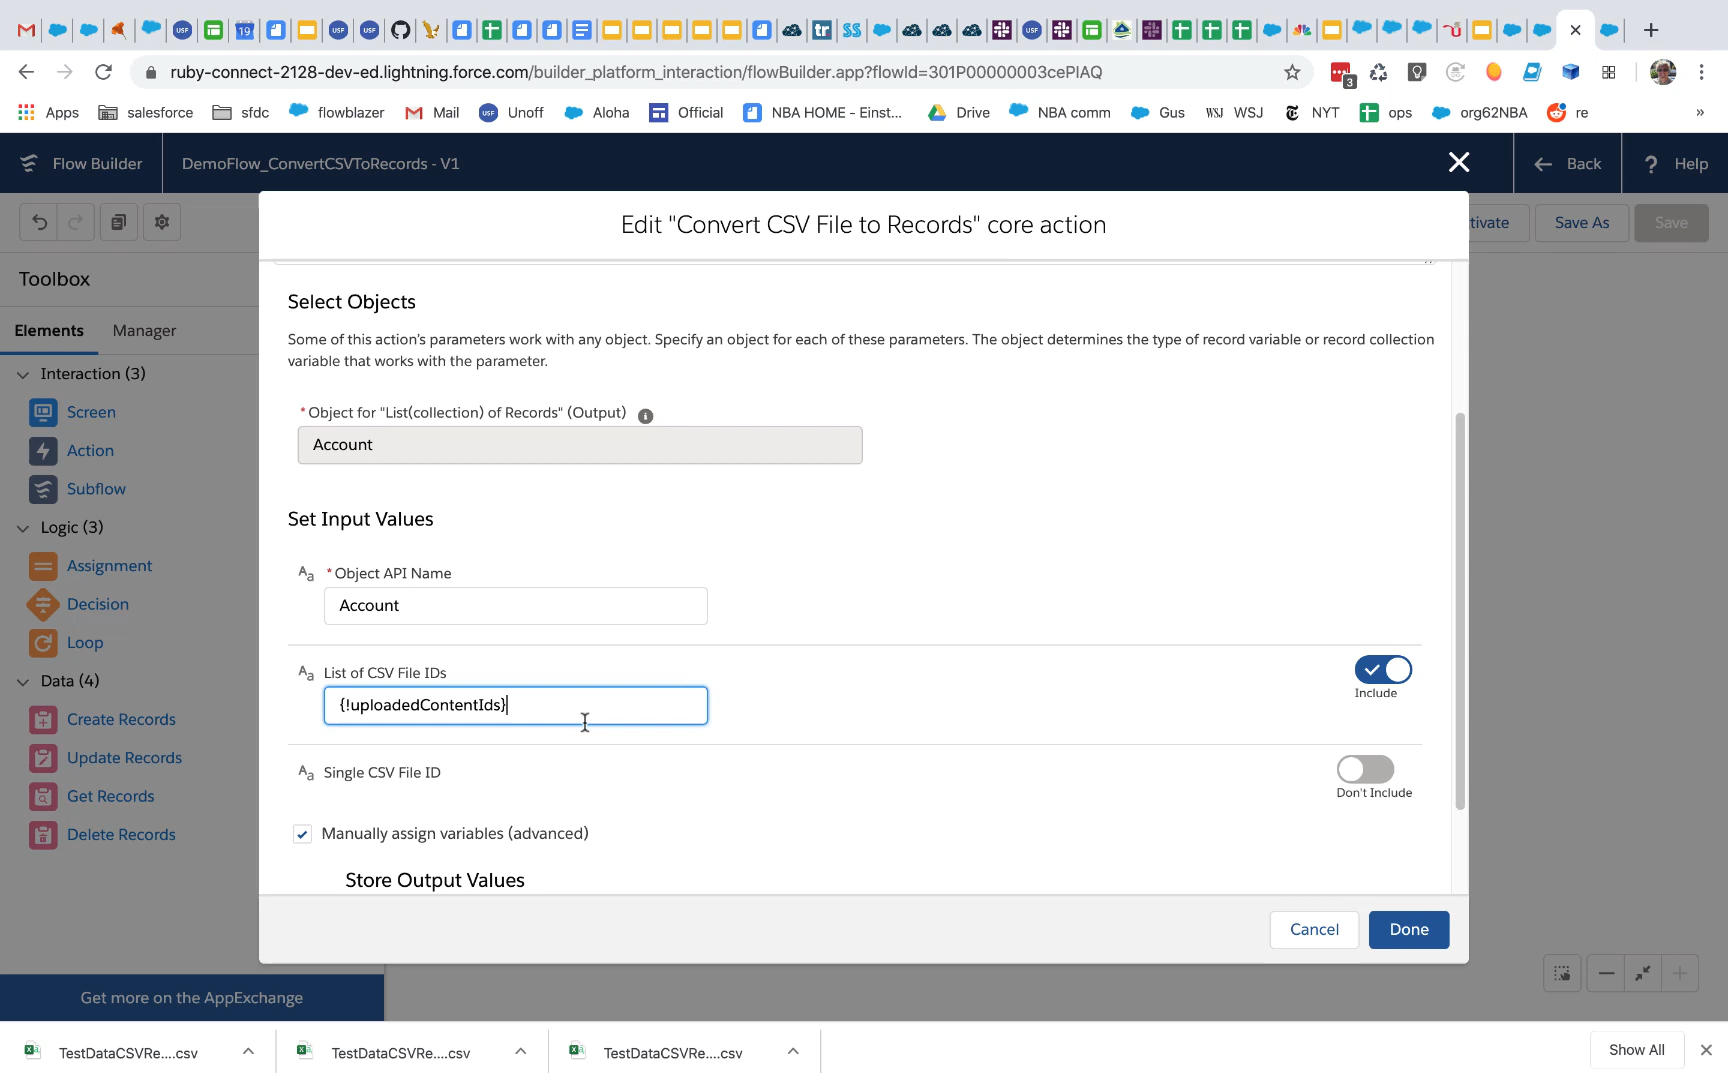 ruby-connect-2128-dev-ed.lightning.force.com/builder_platform_interaction/flowBuilder.app?flowId=301P00000003cePIAQ
3
Apps
salesforce
sfdc
flowblazer
Mail
Unoff
Aloha
Official
NBA HOME - Einst...
Drive
NBA comm
Gus
WSJ WSJ
NYT
ops
org62NBA
re
»
Flow Builder
DemoFlow_ConvertCSVToRecords - V1
Back
? Help
tivate
Save As
Save
Toolbox
Elements
Manager
Interaction (3)
Screen
Action
Subflow
Logic (3)
Assignment
Decision
Loop
Data (4)
Create Records
Update Records
Get Records
Delete Records
Get more on the AppExchange
Edit "Convert CSV File to Records" core action
Select Objects
Some of this action's parameters work with any object. Specify an object for each of these parameters. The object determines the type of record variable or record collection
variable that works with the parameter.
* Object for "List(collection) of Records" (Output)
Account
Set Input Values
Aa * Object API Name
Account
Aa List of CSV File IDs
{!uploadedContentIds}
Include
Aa Single CSV File ID
Don't Include
Manually assign variables (advanced)
Store Output Values
Cancel
Done
TestDataCSVRe....csv
TestDataCSVRe....csv
TestDataCSVRe....csv
Show All